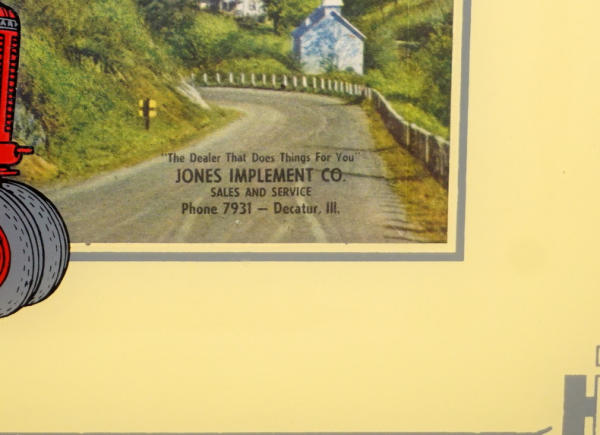 "The Dealer That Does Things For You"
JONES IMPLEMENT CO.
SALES AND SERVICE
Phone 7931 — Decatur, Ill.